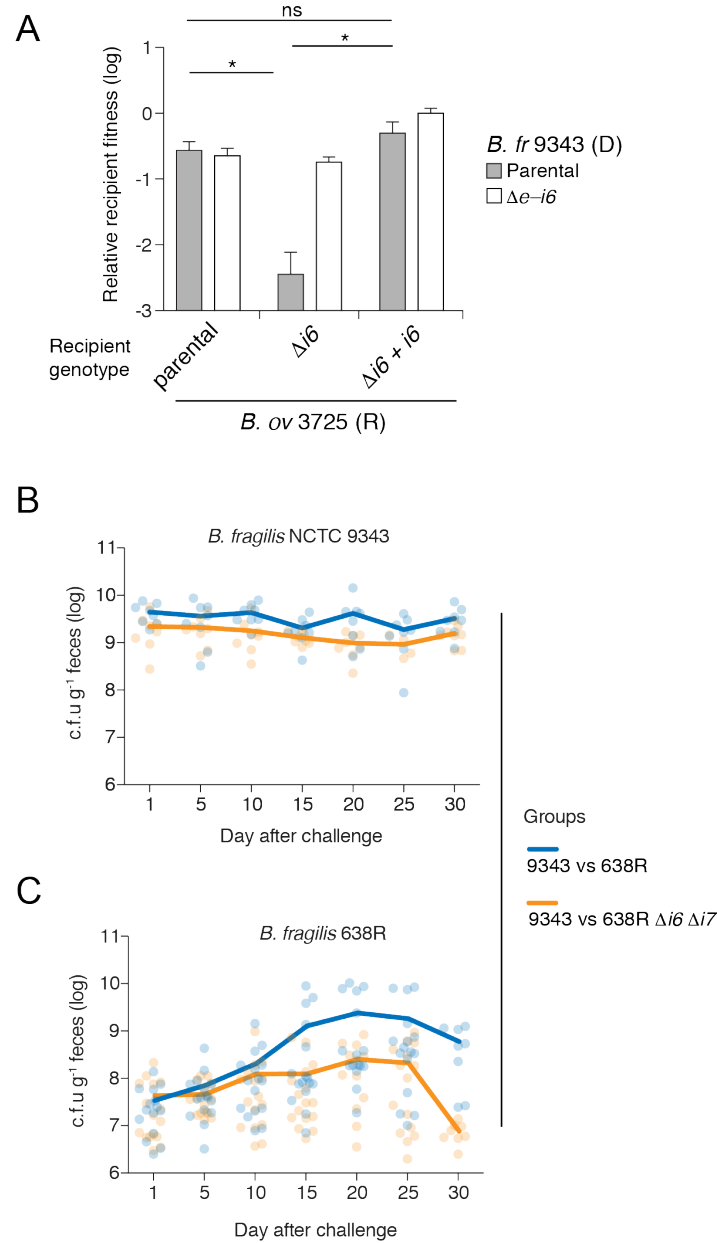 A
ns
*
*
Relative recipient fitness (log)
1
0
-1
-2
-3
B. fr 9343 (D)
Parental
Δe–i6
Recipient
genotype
parental
Δi6
Δi6 + i6
B. ov 3725 (R)
B
B. fragilis NCTC 9343
c.f.u g-1 feces (log)
11
10
9
8
7
6
1 5 10 15 20 25 30
Day after challenge
Groups
9343 vs 638R
9343 vs 638R Δi6 Δi7
C
B. fragilis 638R
c.f.u g-1 feces (log)
11
10
9
8
7
6
1 5 10 15 20 25 30
Day after challenge